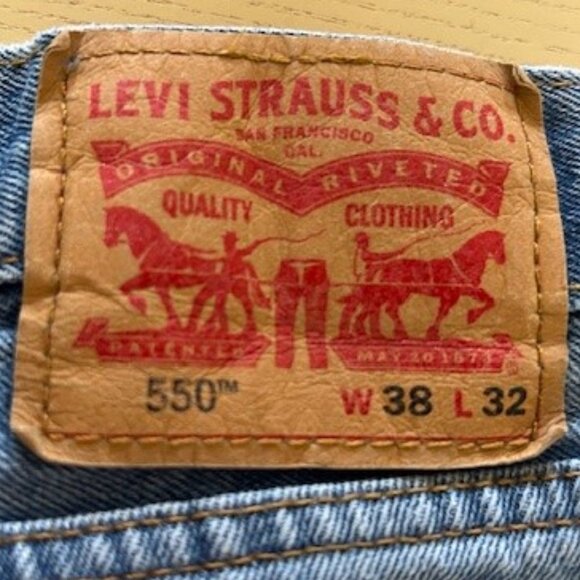 LEVI STRAUSS & CO.
SAN FRANCISCO
CAL.
ORIGINAL RIVETED
QUALITY CLOTHING
PATENTED MAY 20 1873
550™ W 38 L 32